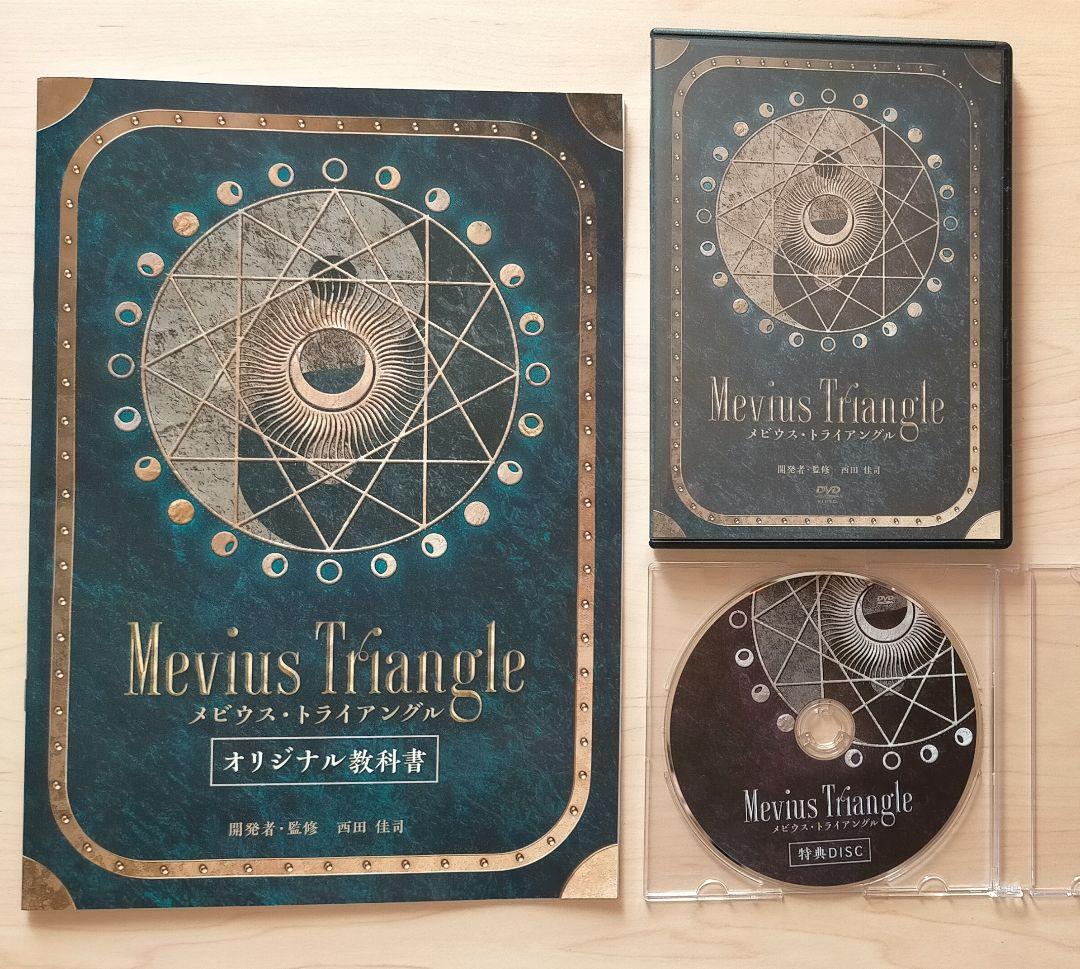 Mevius Triangle
メビウス・トライアングル
オリジナル教科書
開発者・監修 西田 佳司
Mevius Triangle
メビウス・トライアングル
開発者・監修 西田 佳司
DVD
DVD
Mevius Triangle
メビウス・トライアングル
特典DISC